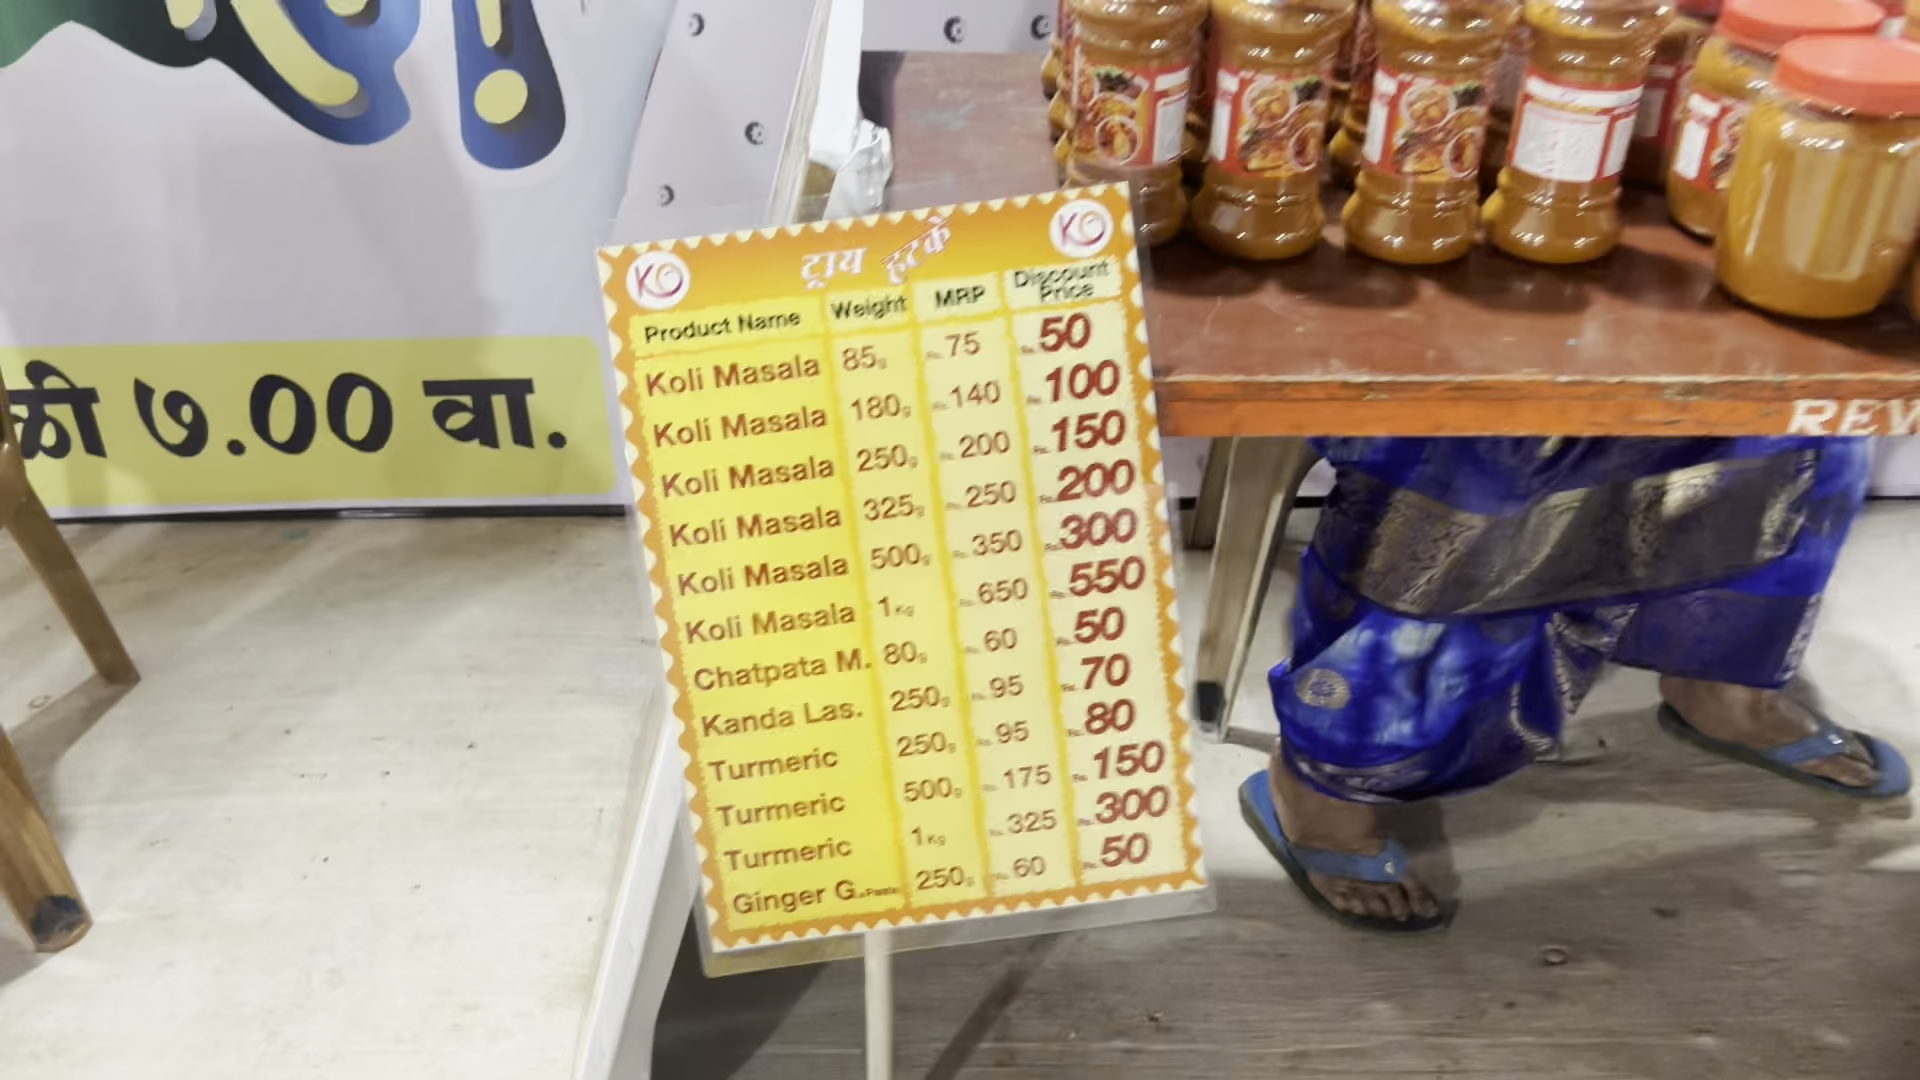 ळी ७.०० वा.
KO ट्राय हटके KO
Product Name Weight MRP Discount Price
Koli Masala 85g Rs. 75 Rs. 50
Koli Masala 180g Rs. 140 Rs. 100
Koli Masala 250g Rs. 200 Rs. 150
Koli Masala 325g Rs. 250 Rs. 200
Koli Masala 500g Rs. 350 Rs. 300
Koli Masala 1Kg Rs. 650 Rs. 550
Chatpata M. 80g Rs. 60 Rs. 50
Kanda Las. 250g Rs. 95 Rs. 70
Turmeric 250g Rs. 95 Rs. 80
Turmeric 500g Rs. 175 Rs. 150
Turmeric 1Kg Rs. 325 Rs. 300
Ginger G.Paste 250g Rs. 60 Rs. 50
REV